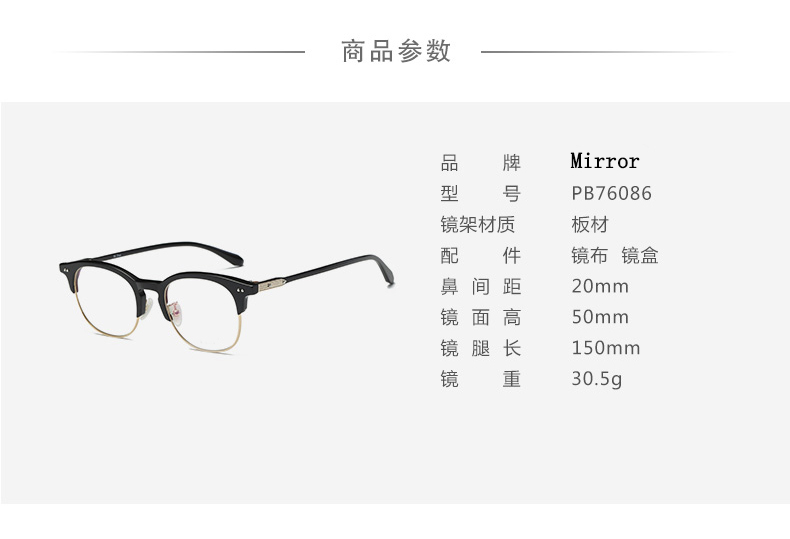 商品参数
品牌 Mirror
型号 PB76086
镜架材质 板材
配件 镜布 镜盒
鼻间距 20mm
镜面高 50mm
镜腿长 150mm
镜重 30.5g